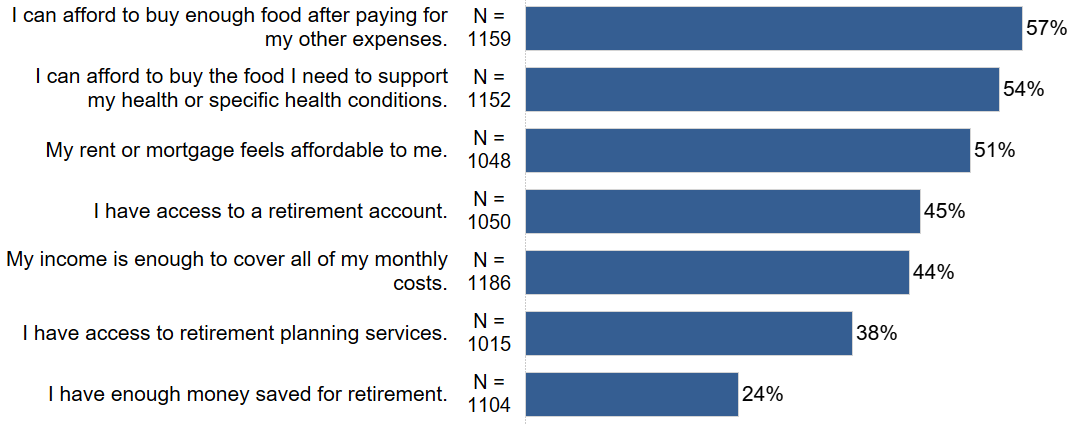 I can afford to buy enough food after paying for
my other expenses.
N =
1159
57%
I can afford to buy the food I need to support
my health or specific health conditions.
N =
1152
54%
My rent or mortgage feels affordable to me.
N =
1048
51%
I have access to a retirement account.
N =
1050
45%
My income is enough to cover all of my monthly
costs.
N =
1186
44%
I have access to retirement planning services.
N =
1015
38%
I have enough money saved for retirement.
N =
1104
24%